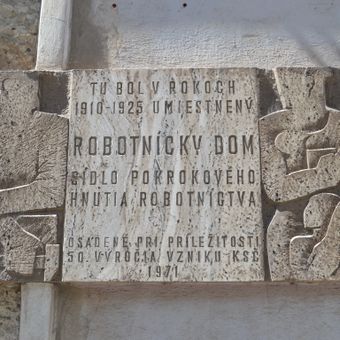 TU BOL V ROKOCH
1910-1925 UMIESTNENÝ
ROBOTNÍCKY DOM
SÍDLO POKROKOVÉHO
HNUTIA ROBOTNÍCTVA
OSADENÉ PRI PRÍLEŽITOSTI
50. VÝROČIA VZNIKU KSČ
1971